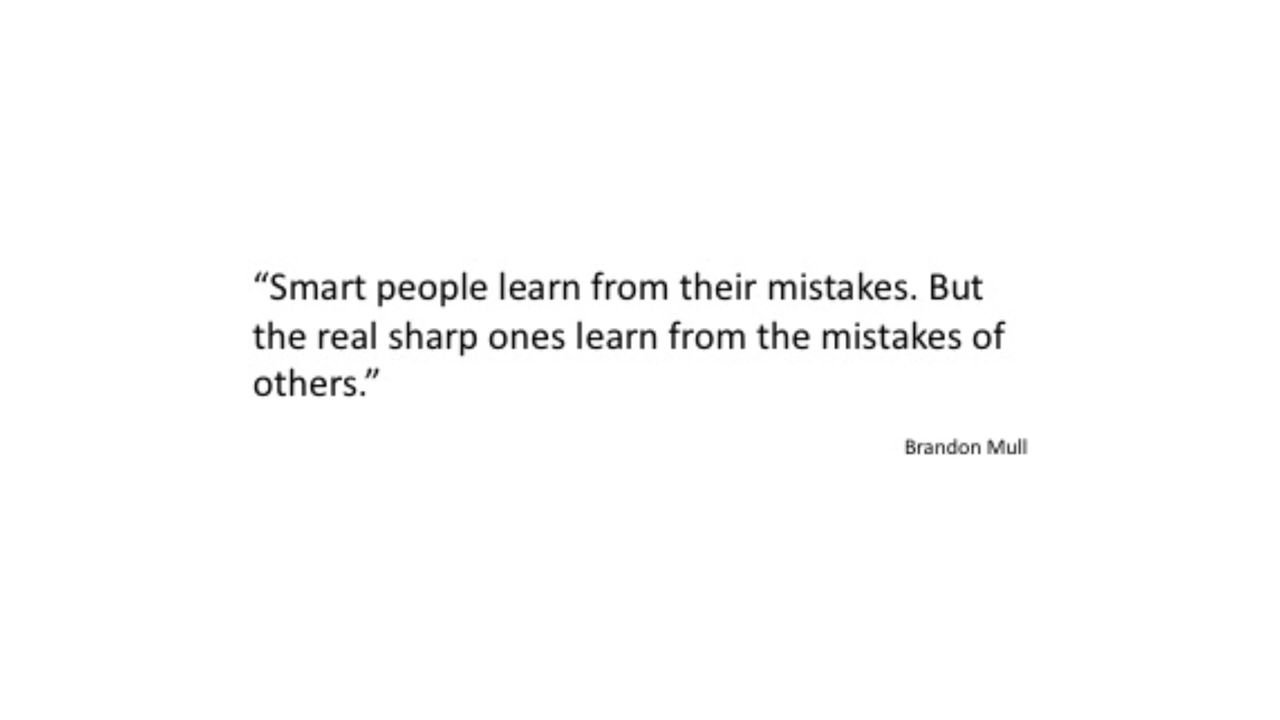 “Smart people learn from their mistakes. But
the real sharp ones learn from the mistakes of
others.”
Brandon Mull